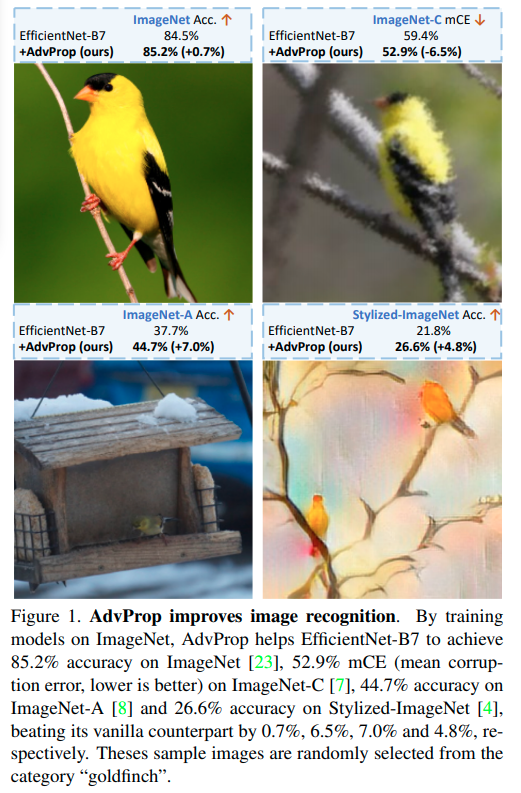 ImageNet Acc. ↑
EfficientNet-B7 84.5%
+AdvProp (ours) 85.2% (+0.7%)
ImageNet-C mCE ↓
EfficientNet-B7 59.4%
+AdvProp (ours) 52.9% (-6.5%)
ImageNet-A Acc. ↑
EfficientNet-B7 37.7%
+AdvProp (ours) 44.7% (+7.0%)
Stylized-ImageNet Acc. ↑
EfficientNet-B7 21.8%
+AdvProp (ours) 26.6% (+4.8%)
Figure 1. AdvProp improves image recognition. By training
models on ImageNet, AdvProp helps EfficientNet-B7 to achieve
85.2% accuracy on ImageNet [23], 52.9% mCE (mean corrup-
tion error, lower is better) on ImageNet-C [7], 44.7% accuracy on
ImageNet-A [8] and 26.6% accuracy on Stylized-ImageNet [4],
beating its vanilla counterpart by 0.7%, 6.5%, 7.0% and 4.8%, re-
spectively. Theses sample images are randomly selected from the
category “goldfinch”.